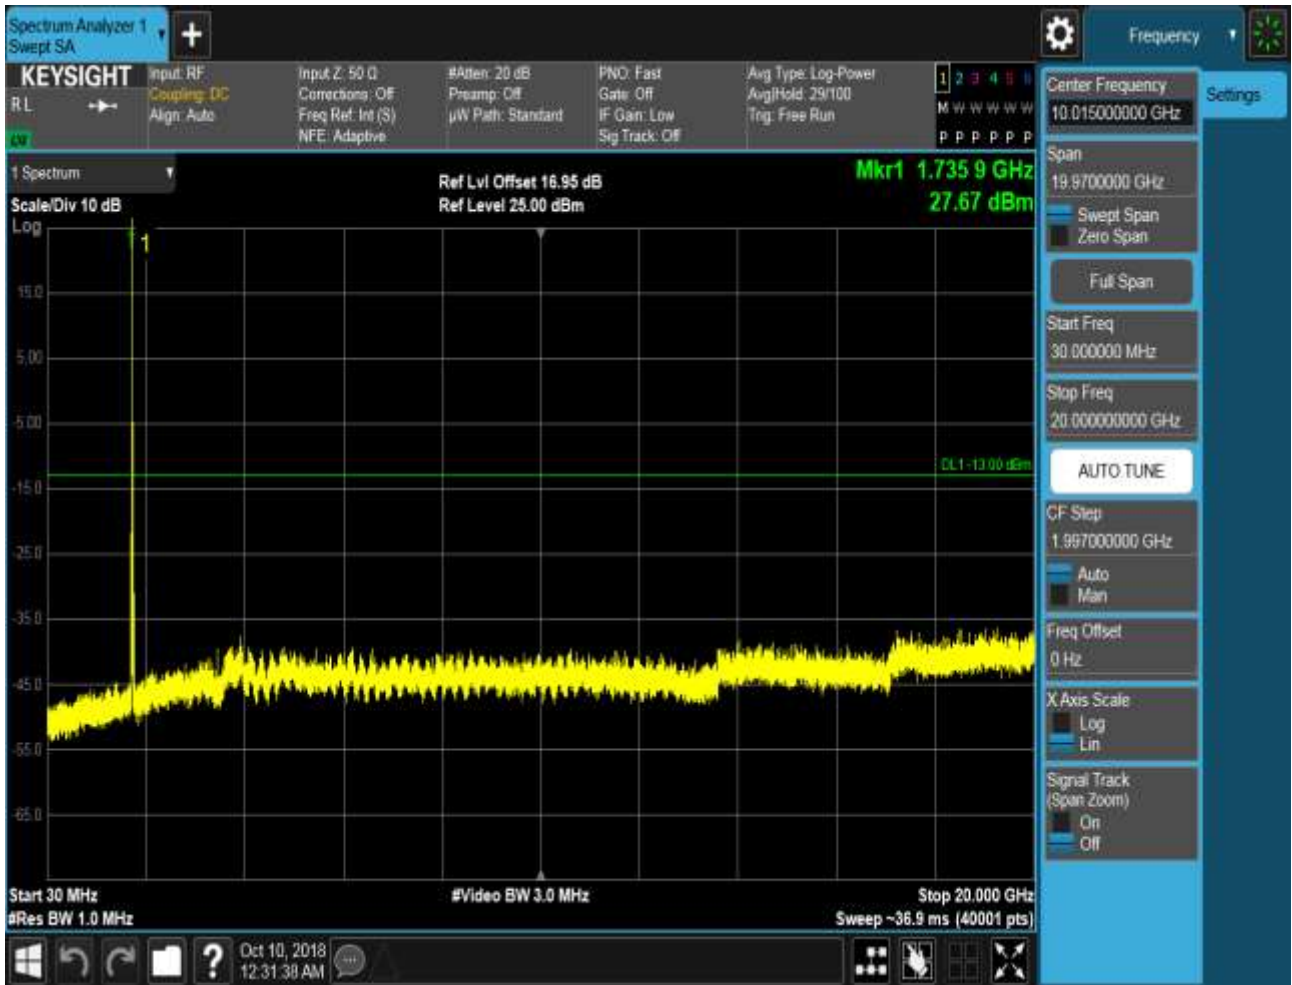 Spectrum Analyzer 1
Swept SA
Frequency
KEYSIGHT
RL
Input: RF
Coupling: DC
Align: Auto
Input Z: 50 Ω
Corrections: Off
Freq Ref: Int (S)
NFE: Adaptive
#Atten: 20 dB
Preamp: Off
µW Path: Standard
PNO: Fast
Gate: Off
IF Gain: Low
Sig Track: Off
Avg Type: Log-Power
Avg|Hold: 29/100
Trig: Free Run
1 2 3 4 5 6
M W W W W W
P P P P P P
1 Spectrum
Scale/Div 10 dB
Log
Ref Lvl Offset 16.95 dB
Ref Level 25.00 dBm
Mkr1 1.735 9 GHz
27.67 dBm
1
15.0
5.00
-5.00
DL1 -13.00 dBm
-15.0
-25.0
-35.0
-45.0
-55.0
-65.0
Start 30 MHz
#Res BW 1.0 MHz
#Video BW 3.0 MHz
Stop 20.000 GHz
Sweep ~36.9 ms (40001 pts)
Oct 10, 2018
12:31:38 AM
Center Frequency
10.015000000 GHz
Settings
Span
19.9700000 GHz
Swept Span
Zero Span
Full Span
Start Freq
30.000000 MHz
Stop Freq
20.000000000 GHz
AUTO TUNE
CF Step
1.997000000 GHz
Auto
Man
Freq Offset
0 Hz
X Axis Scale
Log
Lin
Signal Track
(Span Zoom)
On
Off